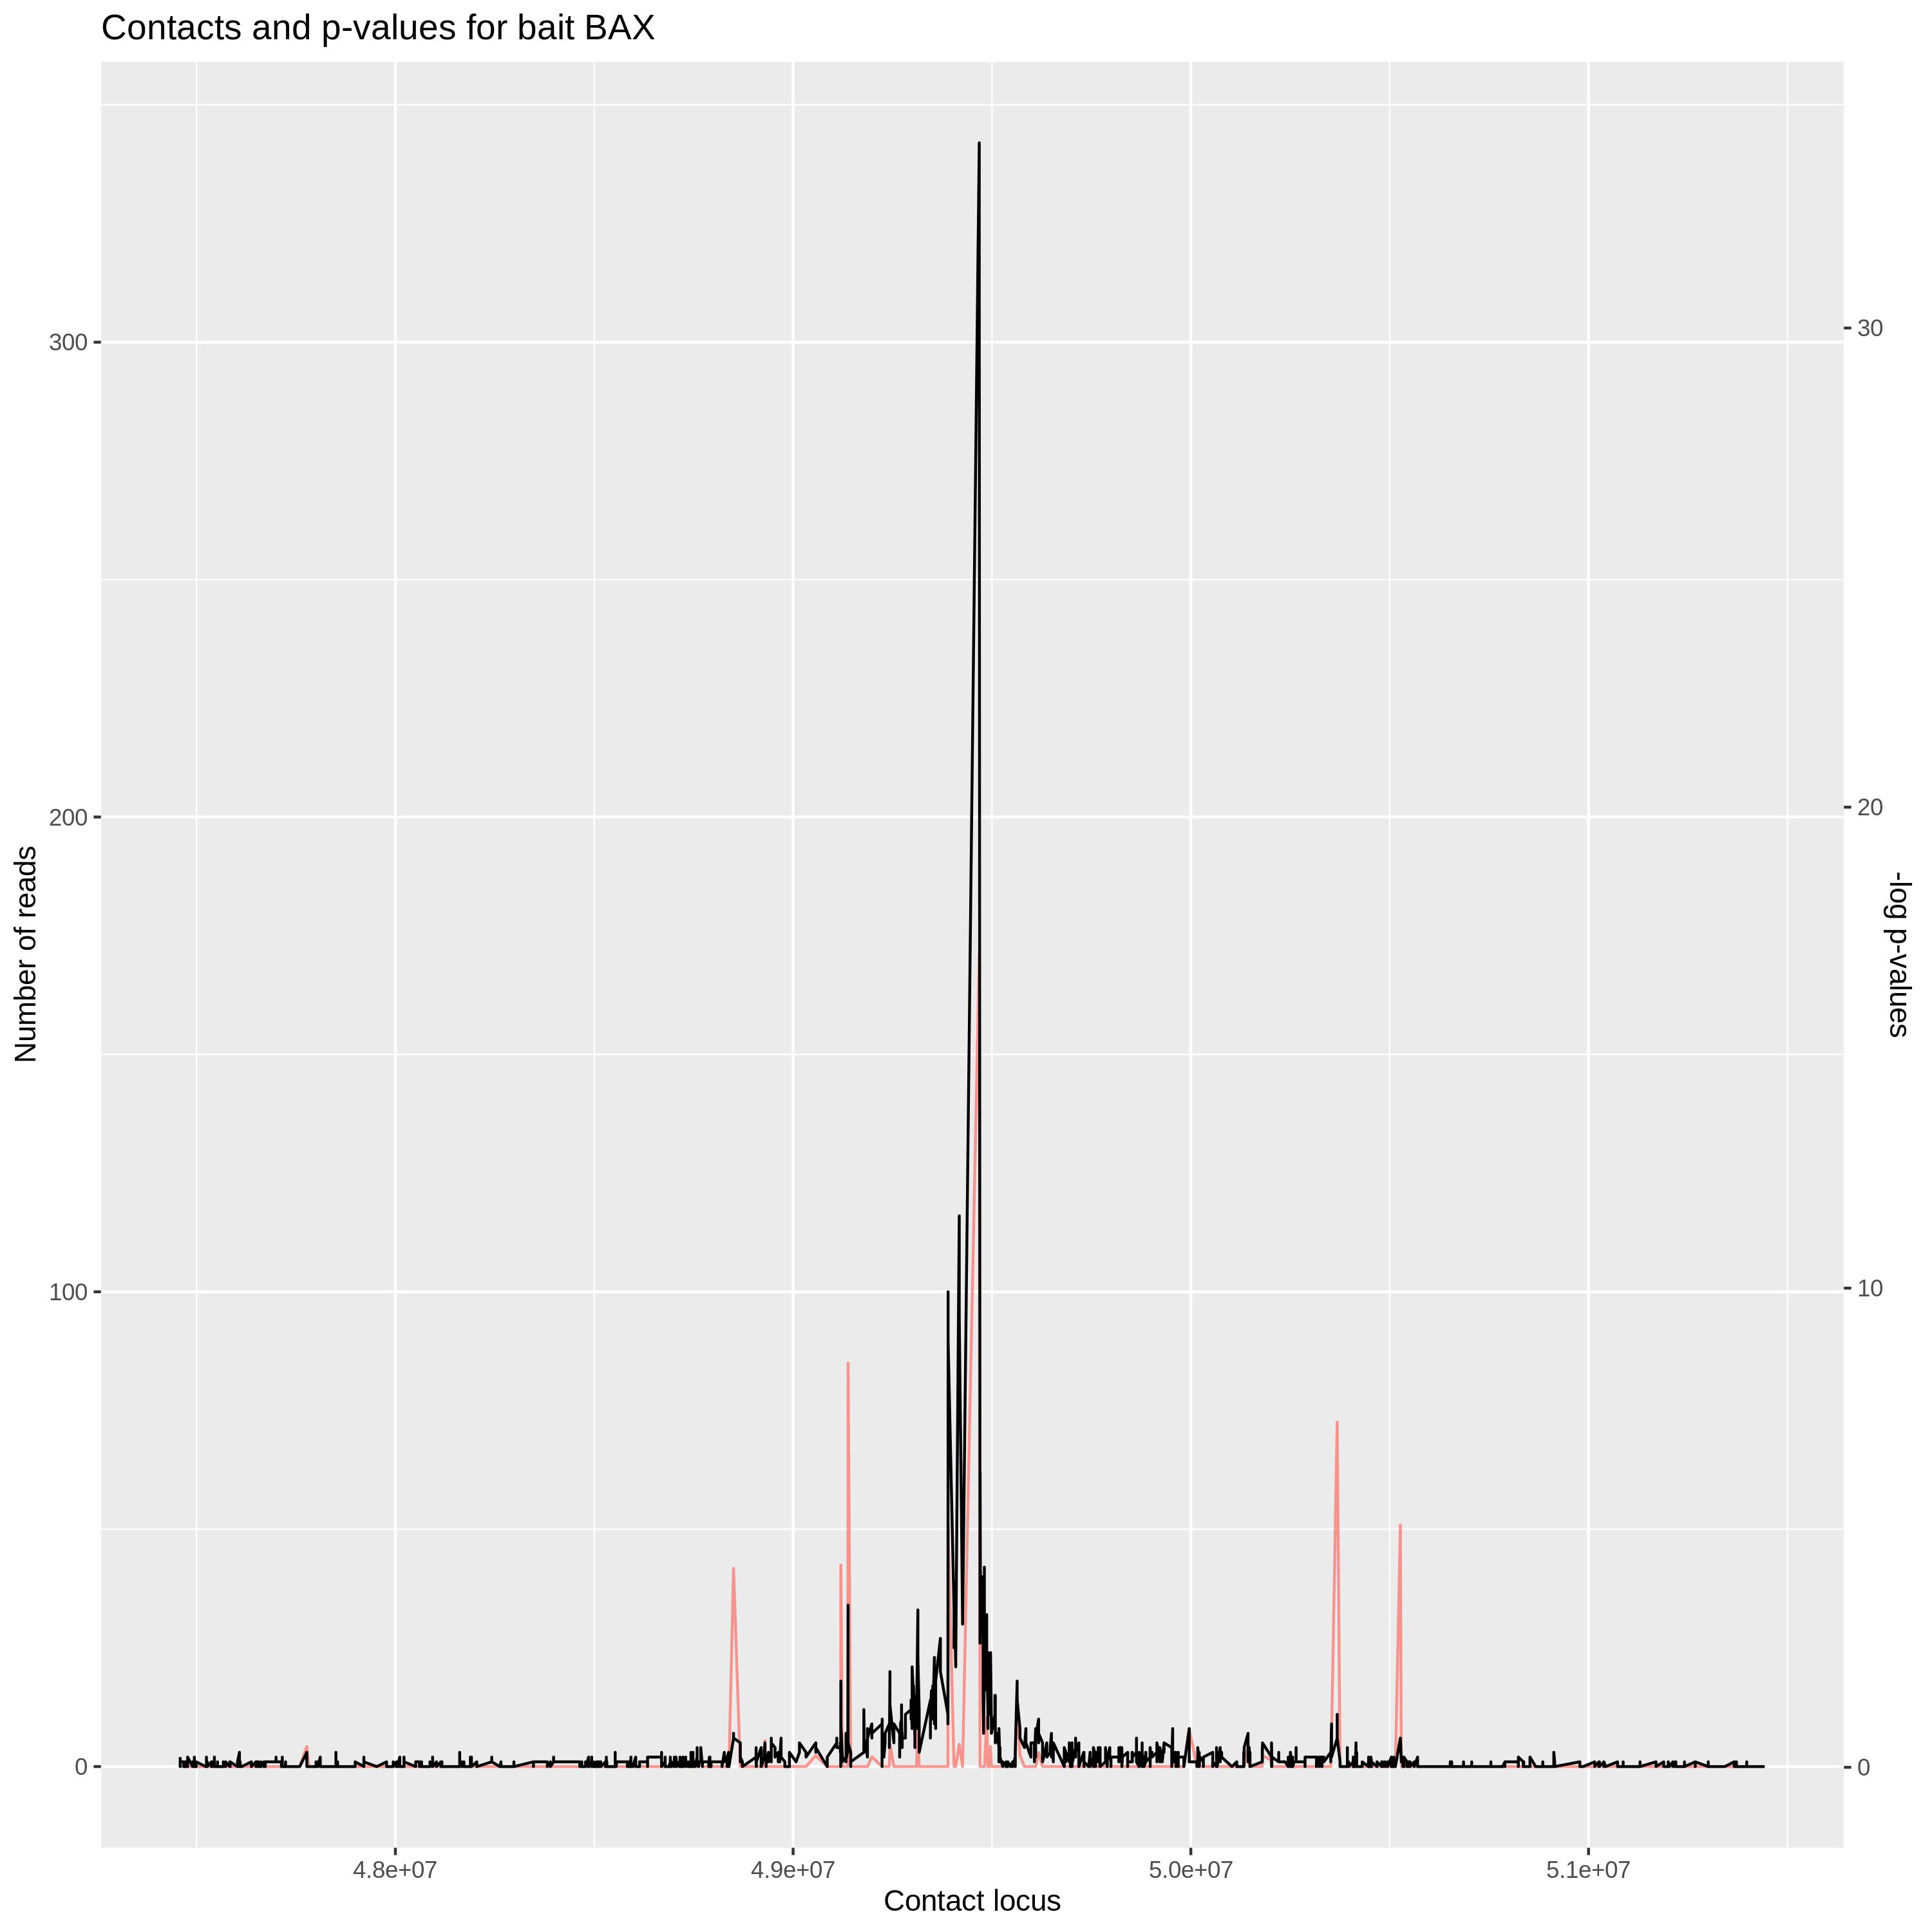 Contacts and p-values for bait BAX
Number of reads
300
200
100
0
30
20
10
0
-log p-values
4.8e+07
4.9e+07
5.0e+07
5.1e+07
Contact locus